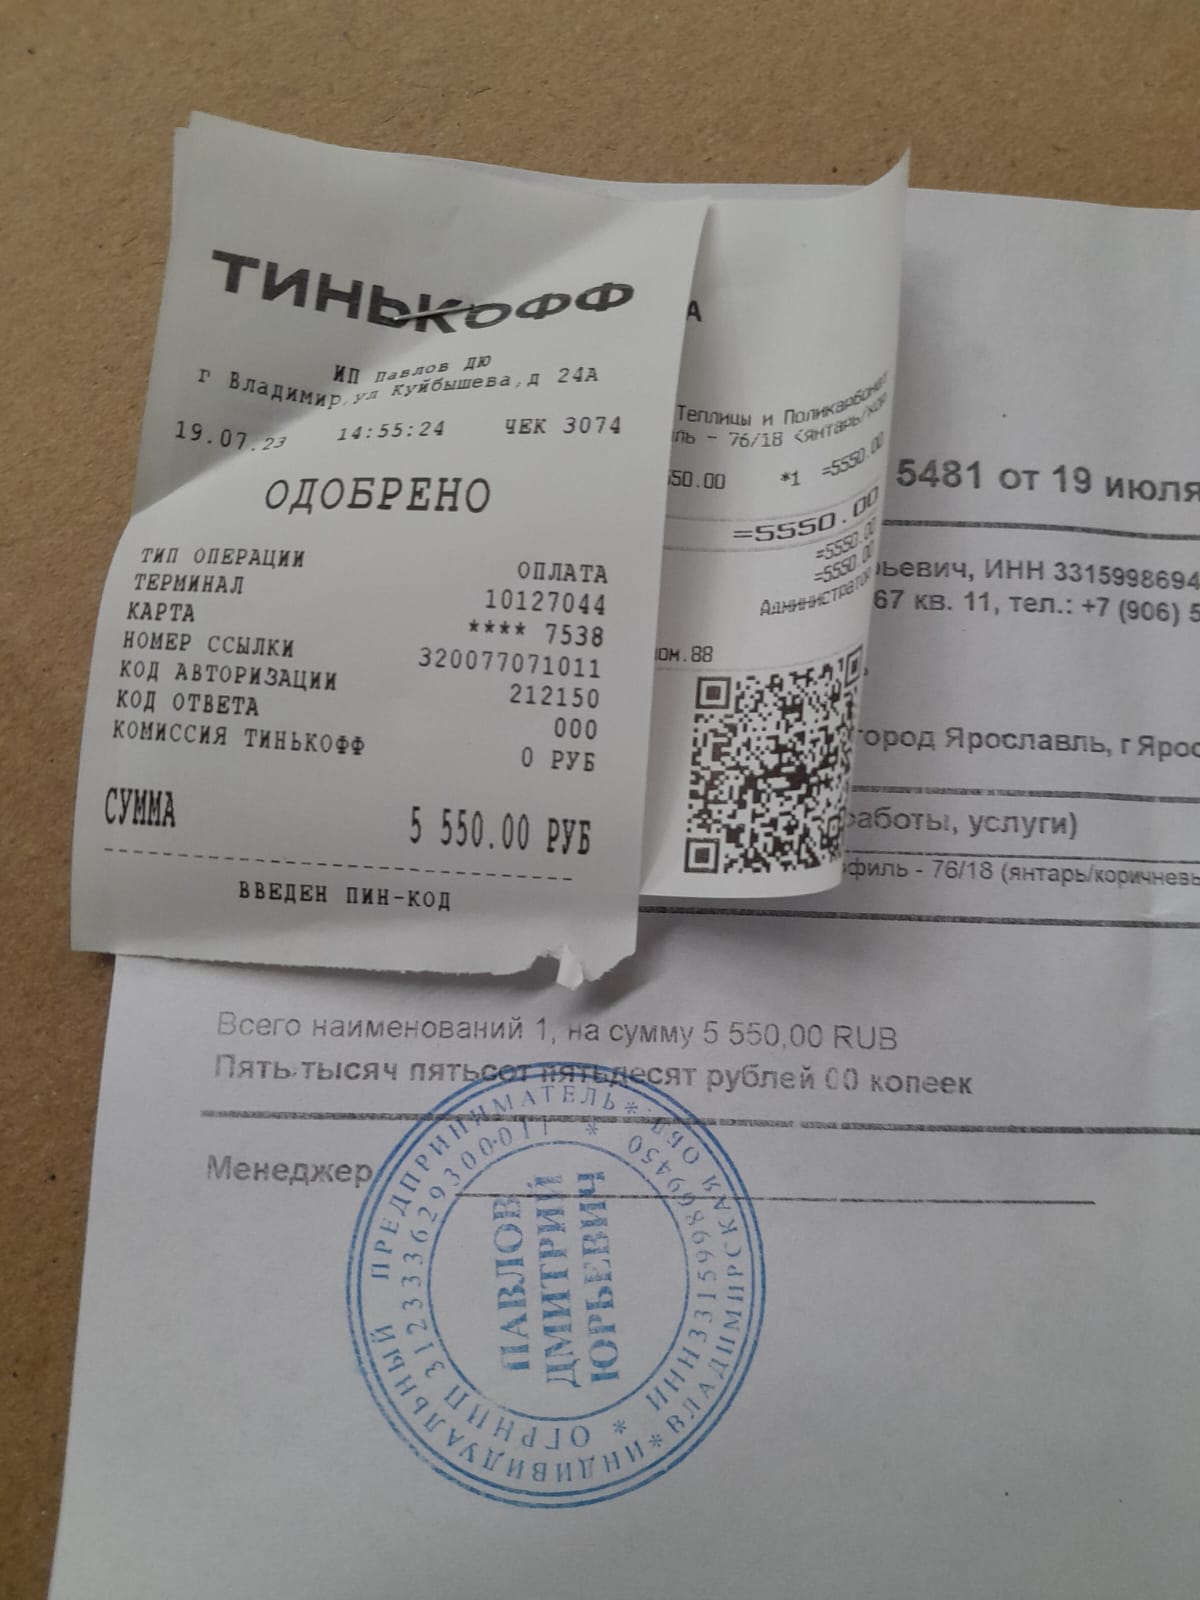 ТИНЬКОФФ
ИП Павлов ДЮ
г Владимир, ул Куйбышева, д 24А
19.07.23 14:55:24 ЧЕК 3074
ОДОБРЕНО
ТИП ОПЕРАЦИИ ОПЛАТА
ТЕРМИНАЛ 10127044
КАРТА **** 7538
НОМЕР ССЫЛКИ 320077071011
КОД АВТОРИЗАЦИИ 212150
КОД ОТВЕТА 000
КОМИССИЯ ТИНЬКОФФ 0 РУБ
СУММА 5 550.00 РУБ
ВВЕДЕН ПИН-КОД
А
Теплицы и Поликарбонат
ль - 76/18 <янтарь/кор
50.00 *1 =5550.00
=5550.00
=5550.00
=5550.00
Администратор
ом.88
5481 от 19 июля
рьевич, ИНН 3315998694
67 кв. 11, тел.: +7 (906) 5
город Ярославль, г Ярос
работы, услуги)
офиль - 76/18 (янтарь/коричневы
Всего наименований 1, на сумму 5 550,00 RUB
Пять тысяч пятьсот пятьдесят рублей 00 копеек
Менеджер
*ИНДИВИДУАЛЬНЫЙ ПРЕДПРИНИМАТЕЛЬ*
ВЛАДИМИРСКАЯ ОБЛ.
* ОГРНИП 312333629300011 *
ИНН331599869450
ПАВЛОВ
ДМИТРИЙ
ЮРЬЕВИЧ